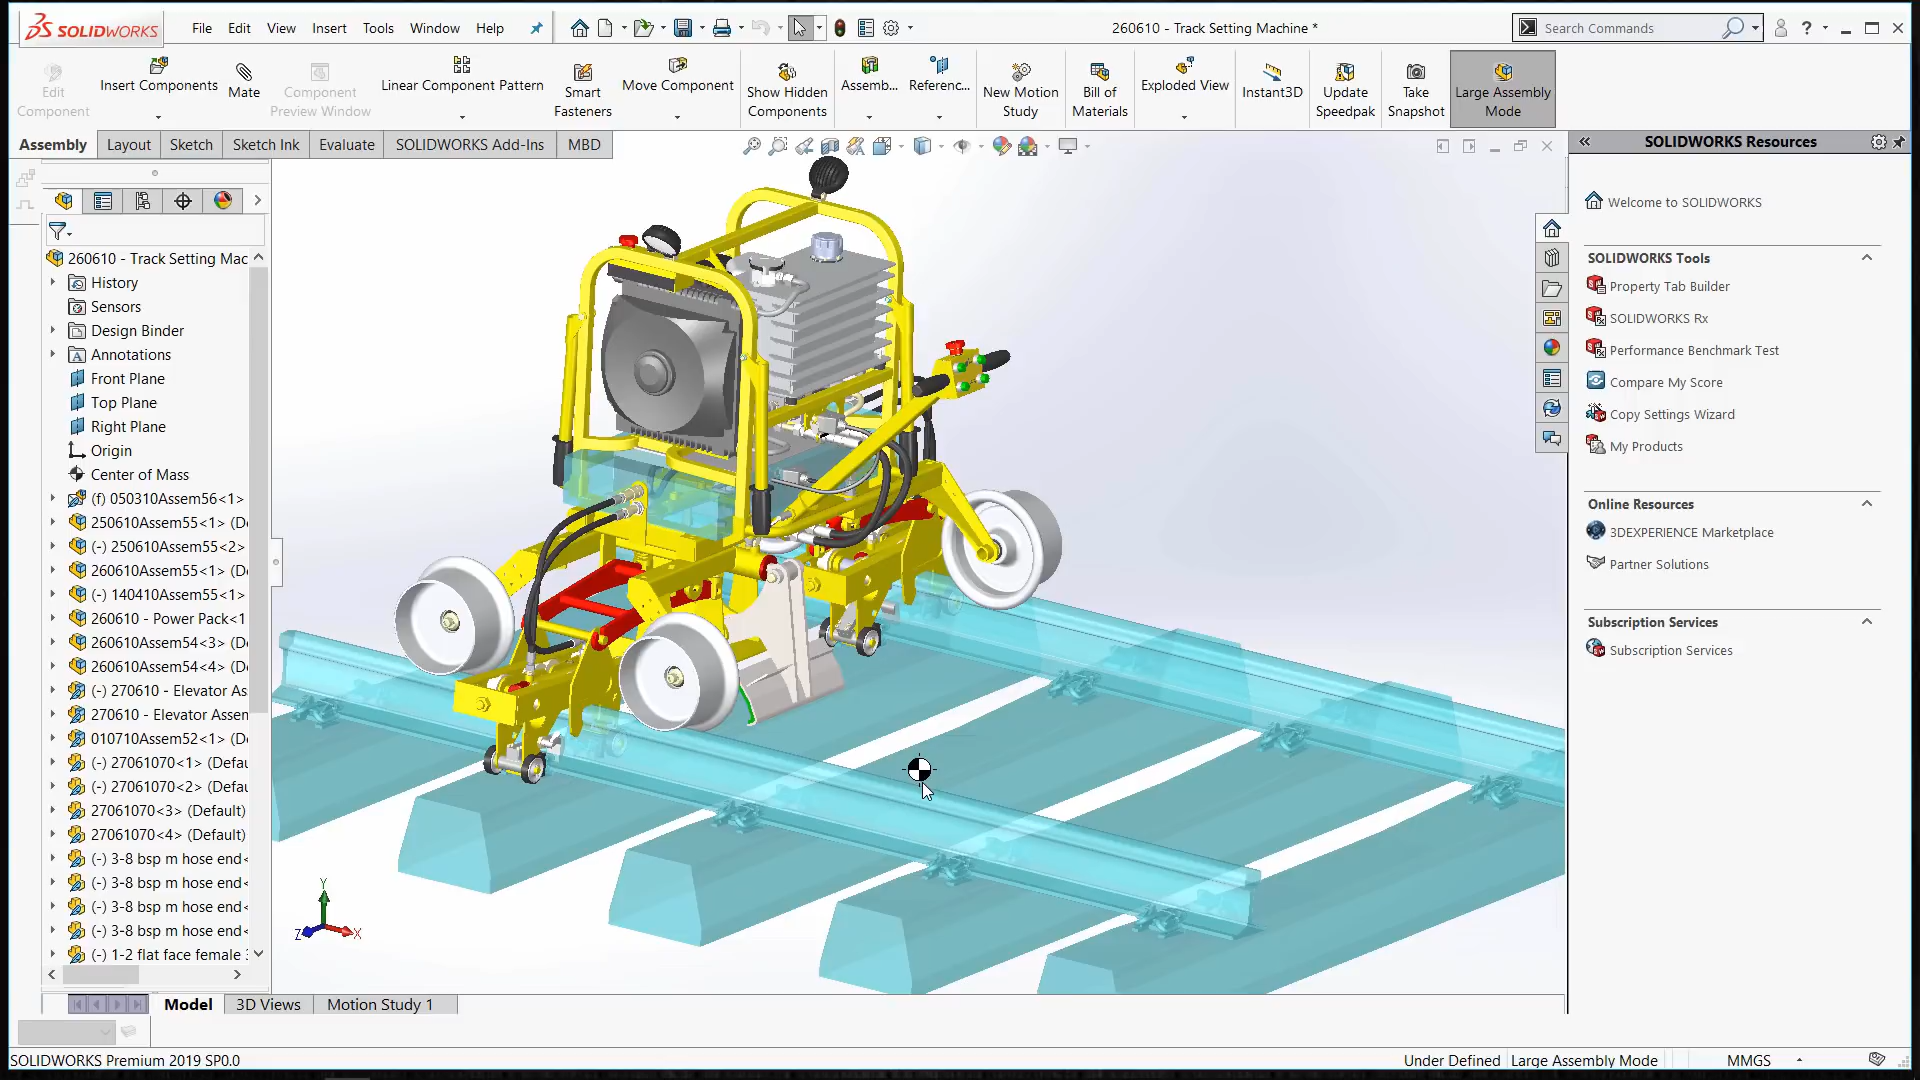 SOLIDWORKS
File Edit View Insert Tools Window Help
260610 - Track Setting Machine *
Search Commands
?
Edit Component
Insert Components
Mate
Component Preview Window
Linear Component Pattern
Smart Fasteners
Move Component
Show Hidden Components
Assemb...
Referenc...
New Motion Study
Bill of Materials
Exploded View
Instant3D
Update Speedpak
Take Snapshot
Large Assembly Mode
Assembly Layout Sketch Sketch Ink Evaluate SOLIDWORKS Add-Ins MBD
260610 - Track Setting Mac
History
Sensors
Design Binder
A Annotations
Front Plane
Top Plane
Right Plane
Origin
Center of Mass
(f) 050310Assem56<1>
250610Assem55<1> (D
(-) 250610Assem55<2>
260610Assem55<1> (D
(-) 140410Assem55<1>
260610 - Power Pack<1
260610Assem54<3> (D
260610Assem54<4> (D
(-) 270610 - Elevator As
270610 - Elevator Assen
010710Assem52<1> (D
(-) 27061070<1> (Defau
(-) 27061070<2> (Defau
27061070<3> (Default)
27061070<4> (Default)
(-) 3-8 bsp m hose end<
(-) 3-8 bsp m hose end<
(-) 3-8 bsp m hose end<
(-) 3-8 bsp m hose end<
(-) 1-2 flat face female
Y
Z
X
SOLIDWORKS Resources
Welcome to SOLIDWORKS
SOLIDWORKS Tools
Property Tab Builder
SOLIDWORKS Rx
Performance Benchmark Test
Compare My Score
Copy Settings Wizard
My Products
Online Resources
3DEXPERIENCE Marketplace
Partner Solutions
Subscription Services
Subscription Services
Model 3D Views Motion Study 1
SOLIDWORKS Premium 2019 SP0.0
Under Defined Large Assembly Mode MMGS